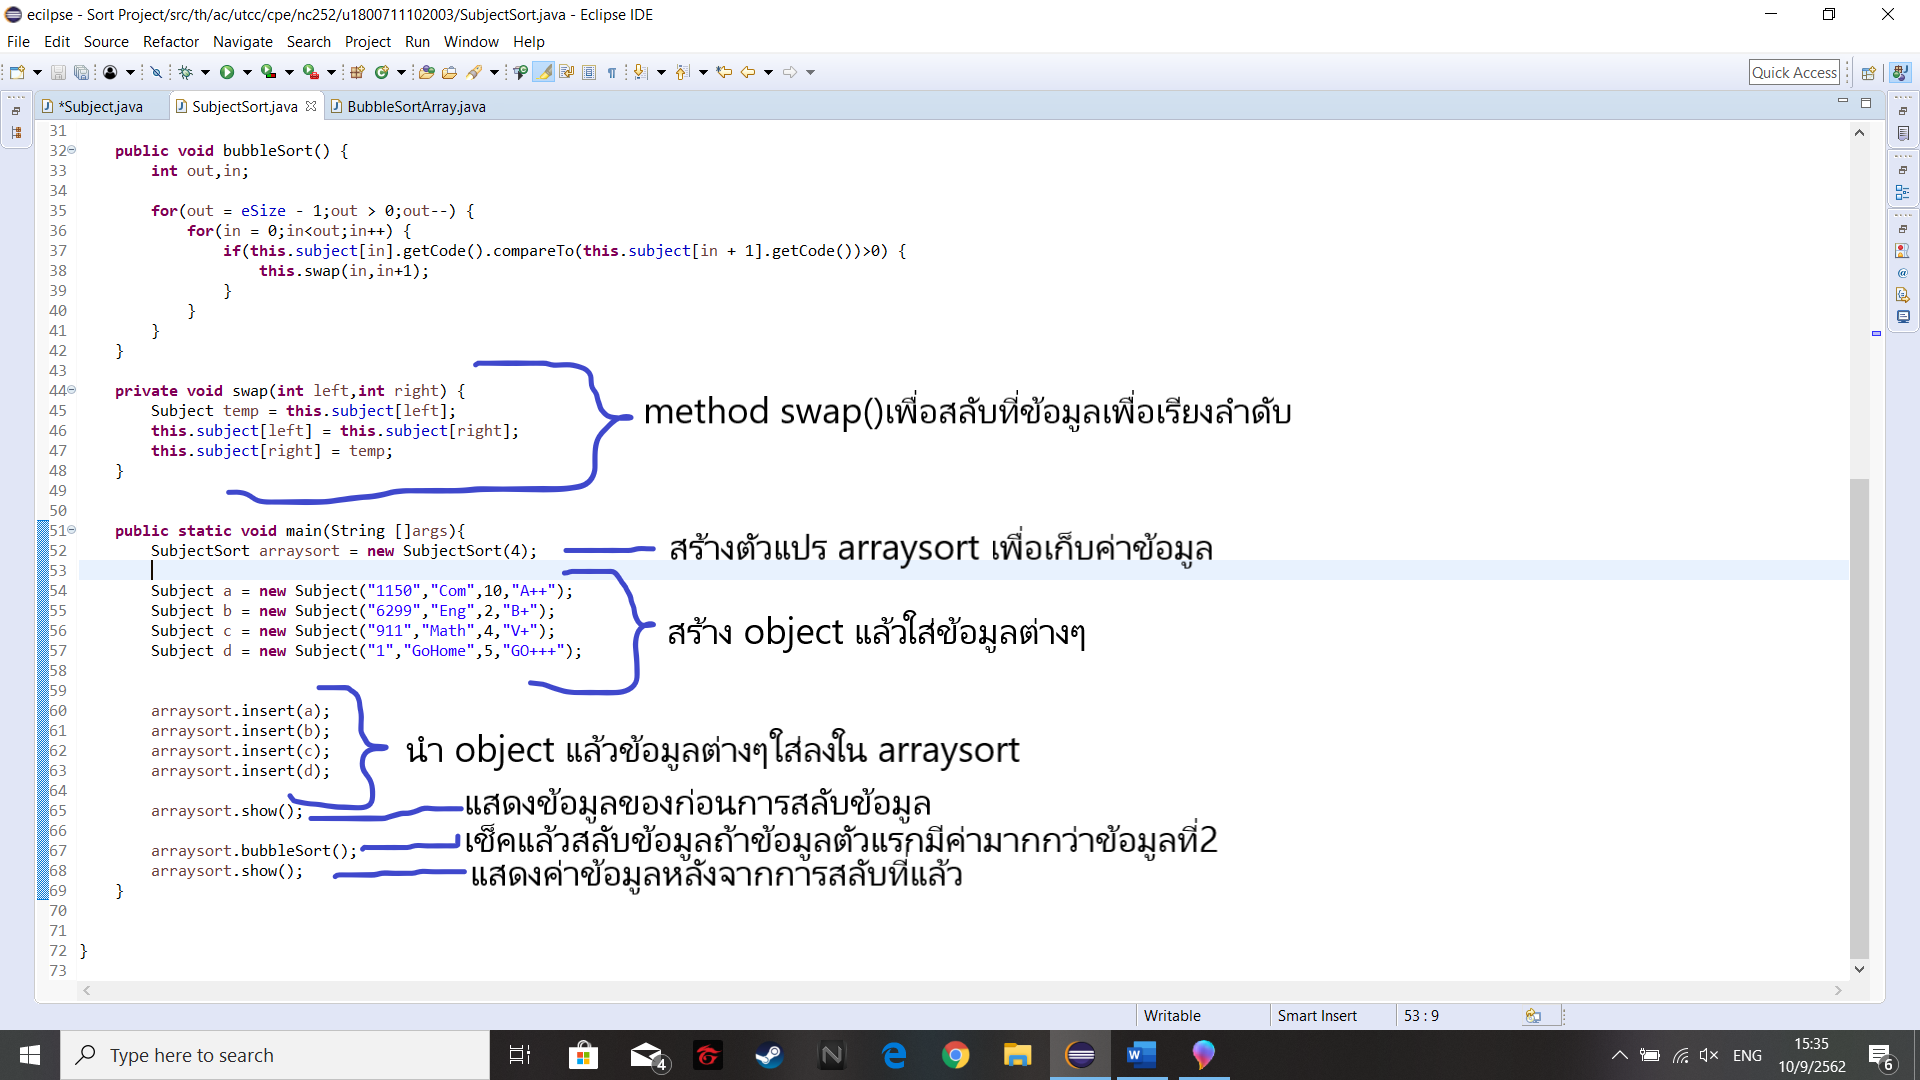 ecilpse - Sort Project/src/th/ac/utcc/cpe/nc252/u1800711102003/SubjectSort.java - Eclipse IDE
File Edit Source Refactor Navigate Search Project Run Window Help
Quick Access
*Subject.java SubjectSort.java BubbleSortArray.java
31
32 public void bubbleSort() {
33 int out,in;
34
35 for(out = eSize - 1;out > 0;out--) {
36 for(in = 0;in<out;in++) {
37 if(this.subject[in].getCode().compareTo(this.subject[in + 1].getCode())>0) {
38 this.swap(in,in+1);
39 }
40 }
41 }
42 }
43
44 private void swap(int left,int right) {
45 Subject temp = this.subject[left];
method swap()เพื่อสลับที่ข้อมูลเพื่อเรียงลำดับ
46 this.subject[left] = this.subject[right];
47 this.subject[right] = temp;
48 }
49
50
51 public static void main(String []args){
52 SubjectSort arraysort = new SubjectSort(4);
สร้างตัวแปร arraysort เพื่อเก็บค่าข้อมูล
53
54 Subject a = new Subject("1150","Com",10,"A++");
55 Subject b = new Subject("6299","Eng",2,"B+");
56 Subject c = new Subject("911","Math",4,"V+");
สร้าง object แล้วใส่ข้อมูลต่างๆ
57 Subject d = new Subject("1","GoHome",5,"GO+++");
58
59
60 arraysort.insert(a);
61 arraysort.insert(b);
62 arraysort.insert(c);
นำ object แล้วข้อมูลต่างๆใส่ลงใน arraysort
63 arraysort.insert(d);
64
65 arraysort.show();
แสดงข้อมูลของก่อนการสลับข้อมูล
66
67 arraysort.bubbleSort();
เช็คแล้วสลับข้อมูลถ้าข้อมูลตัวแรกมีค่ามากกว่าข้อมูลที่2
68 arraysort.show();
แสดงค่าข้อมูลหลังจากการสลับที่แล้ว
69 }
70
71
72 }
73
Writable Smart Insert 53 : 9
Type here to search
4
ENG
15:35
10/9/2562
6